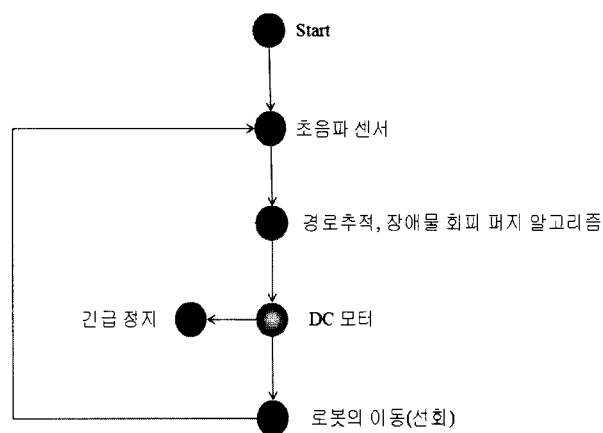 Start
초음파 센서
경로추적, 장애물 회피 퍼지 알고리즘
긴급 정지
DC 모터
로봇의 이동(선회)